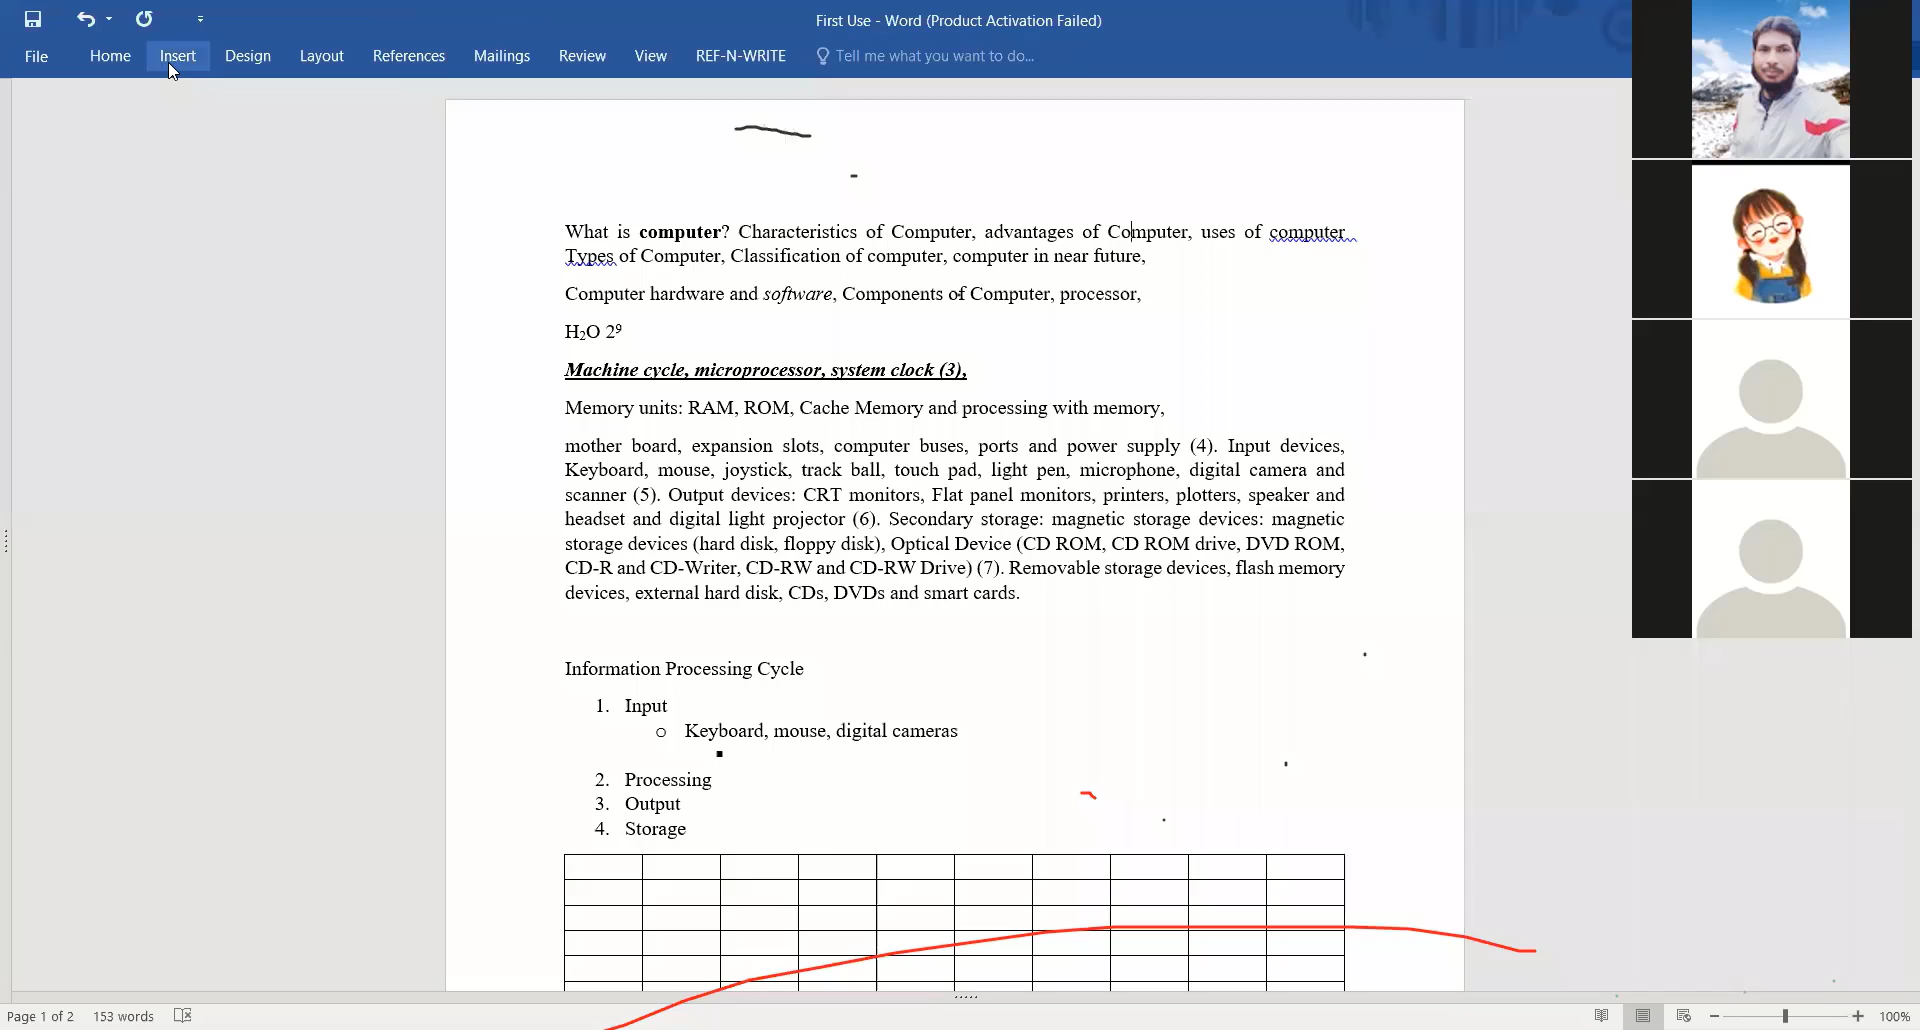 First Use - Word (Product Activation Failed)
File Home Insert Design Layout References Mailings Review View REF-N-WRITE Tell me what you want to do...
What is computer? Characteristics of Computer, advantages of Computer, uses of computer
Types of Computer, Classification of computer, computer in near future,
Computer hardware and software, Components of Computer, processor,
H₂O 2⁹
Machine cycle, microprocessor, system clock (3),
Memory units: RAM, ROM, Cache Memory and processing with memory,
mother board, expansion slots, computer buses, ports and power supply (4). Input devices,
Keyboard, mouse, joystick, track ball, touch pad, light pen, microphone, digital camera and
scanner (5). Output devices: CRT monitors, Flat panel monitors, printers, plotters, speaker and
headset and digital light projector (6). Secondary storage: magnetic storage devices: magnetic
storage devices (hard disk, floppy disk), Optical Device (CD ROM, CD ROM drive, DVD ROM,
CD-R and CD-Writer, CD-RW and CD-RW Drive) (7). Removable storage devices, flash memory
devices, external hard disk, CDs, DVDs and smart cards.
Information Processing Cycle
1. Input
o Keyboard, mouse, digital cameras
▪
2. Processing
3. Output
4. Storage
Page 1 of 2 153 words 100%